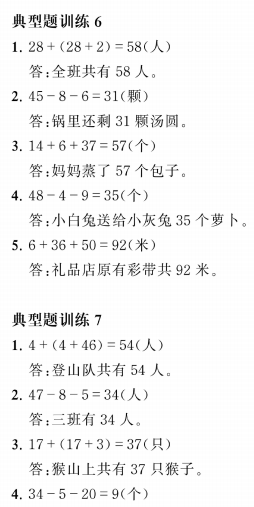 典型题训练 6
1. 28+(28+2)=58(人)
答:全班共有 58 人。
2. 45-8-6=31(颗)
答:锅里还剩 31 颗汤圆。
3. 14+6+37=57(个)
答:妈妈蒸了 57 个包子。
4. 48-4-9=35(个)
答:小白兔送给小灰兔 35 个萝卜。
5. 6+36+50=92(米)
答:礼品店原有彩带共 92 米。
典型题训练 7
1. 4+(4+46)=54(人)
答:登山队共有 54 人。
2. 47-8-5=34(人)
答:三班有 34 人。
3. 17+(17+3)=37(只)
答:猴山上共有 37 只猴子。
4. 34-5-20=9(个)